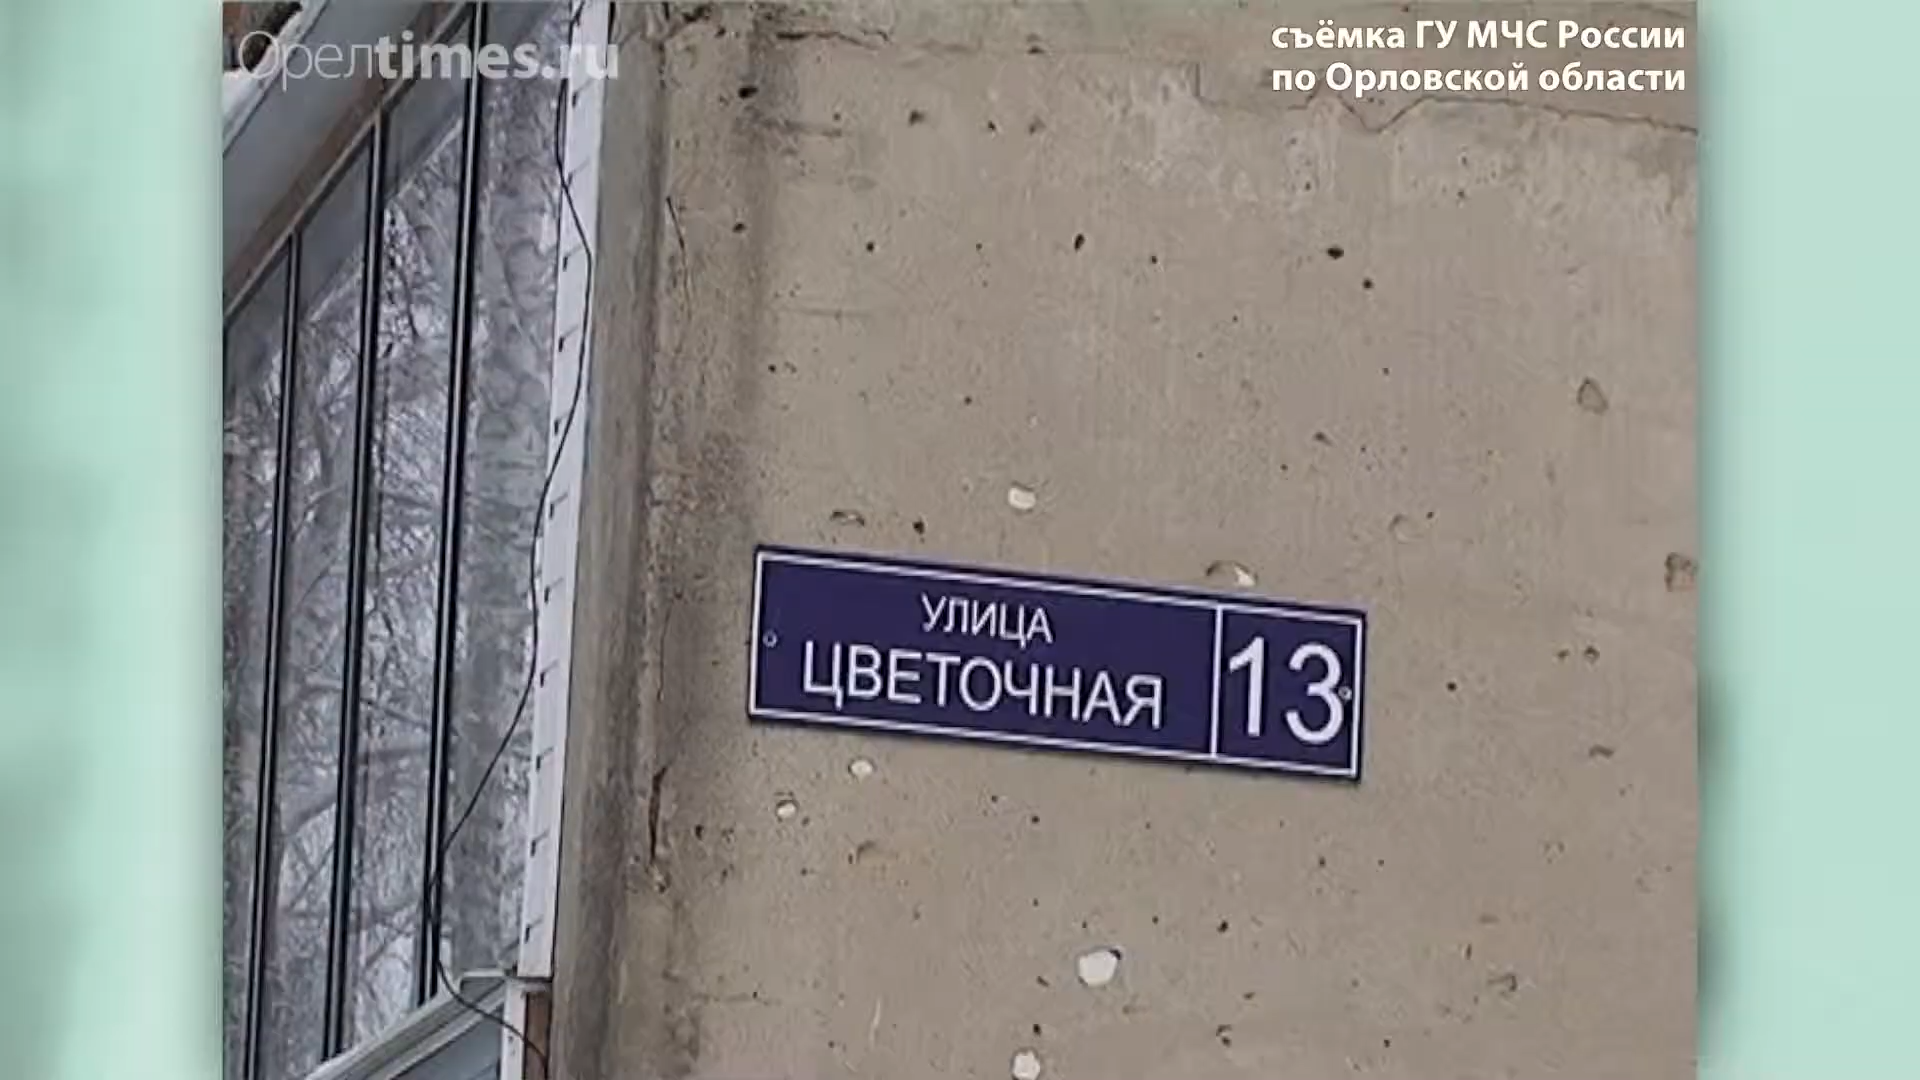 Орелtimes.ru
съёмка ГУ МЧС России
по Орловской области
УЛИЦА
ЦВЕТОЧНАЯ
13